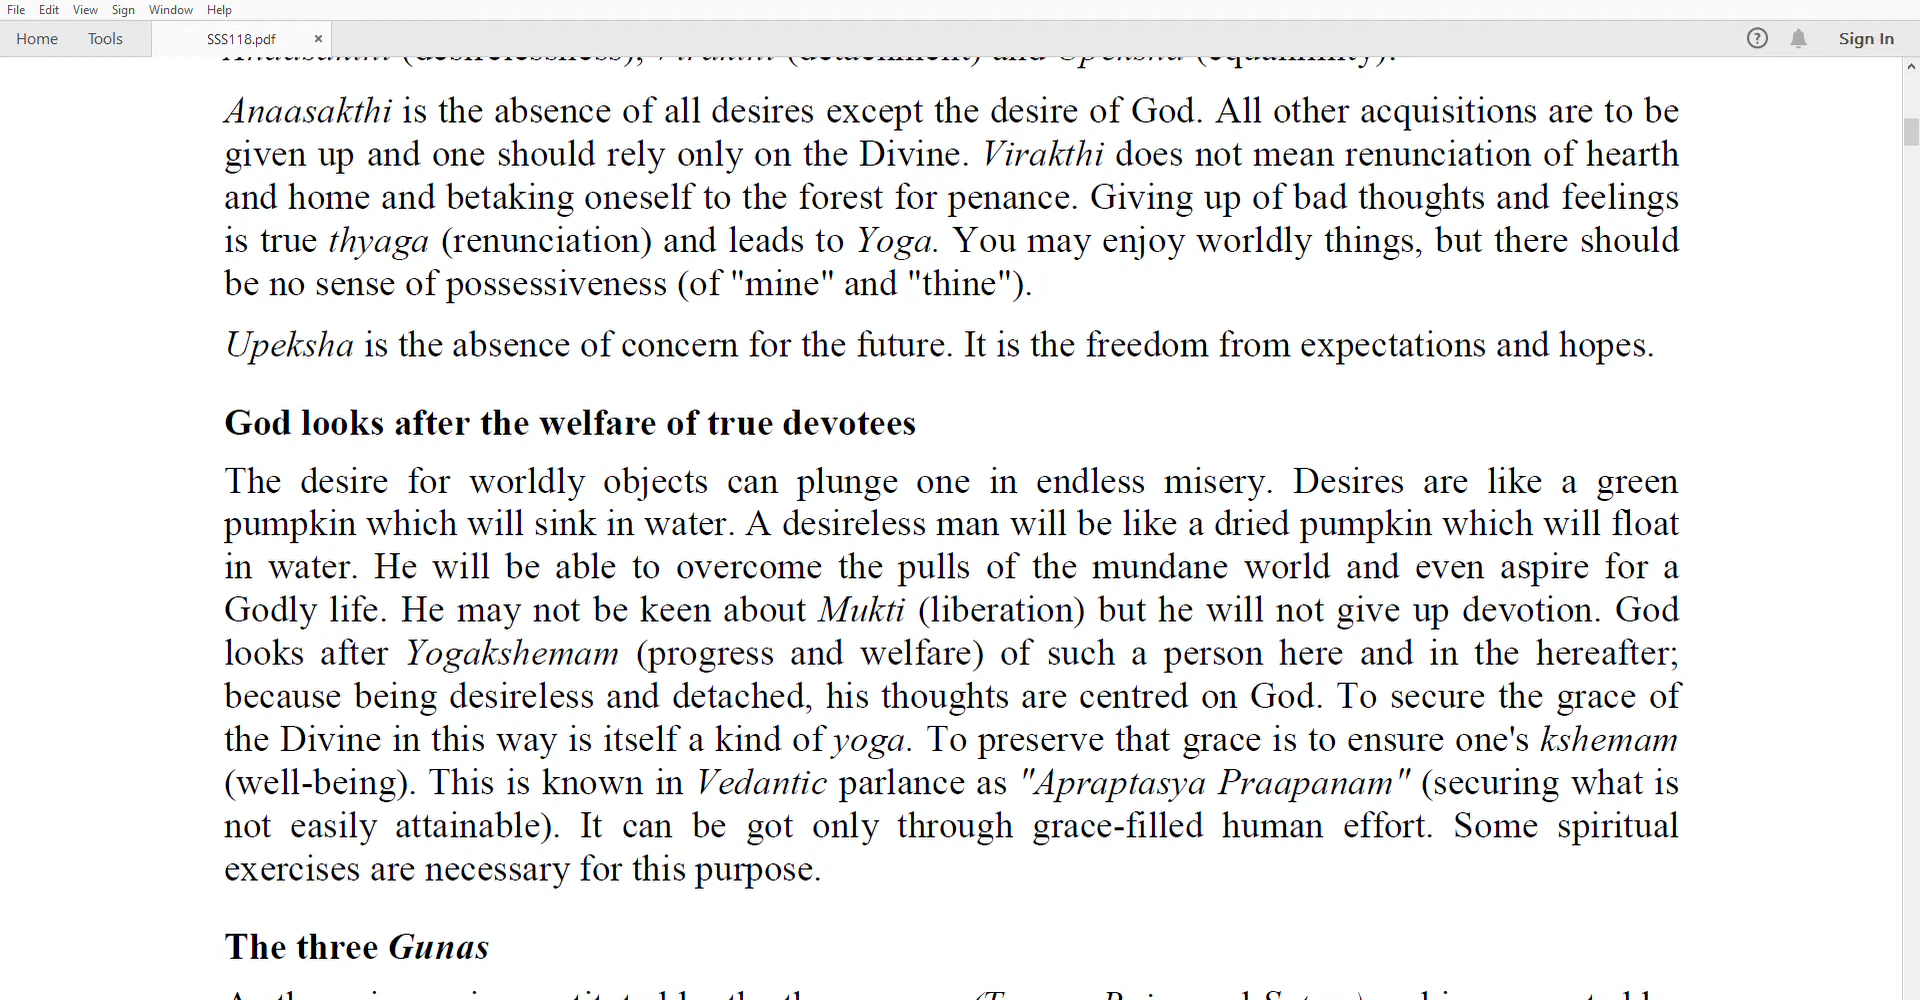 File Edit View Sign Window Help
Home Tools SSS118.pdf × ? Sign In
Anaasakthi (desirelessness), Virakthi (detachment) and Upeksha (equanimity).
Anaasakthi is the absence of all desires except the desire of God. All other acquisitions are to be
given up and one should rely only on the Divine. Virakthi does not mean renunciation of hearth
and home and betaking oneself to the forest for penance. Giving up of bad thoughts and feelings
is true thyaga (renunciation) and leads to Yoga. You may enjoy worldly things, but there should
be no sense of possessiveness (of "mine" and "thine").
Upeksha is the absence of concern for the future. It is the freedom from expectations and hopes.
God looks after the welfare of true devotees
The desire for worldly objects can plunge one in endless misery. Desires are like a green
pumpkin which will sink in water. A desireless man will be like a dried pumpkin which will float
in water. He will be able to overcome the pulls of the mundane world and even aspire for a
Godly life. He may not be keen about Mukti (liberation) but he will not give up devotion. God
looks after Yogakshemam (progress and welfare) of such a person here and in the hereafter;
because being desireless and detached, his thoughts are centred on God. To secure the grace of
the Divine in this way is itself a kind of yoga. To preserve that grace is to ensure one's kshemam
(well-being). This is known in Vedantic parlance as "Apraptasya Praapanam" (securing what is
not easily attainable). It can be got only through grace-filled human effort. Some spiritual
exercises are necessary for this purpose.
The three Gunas